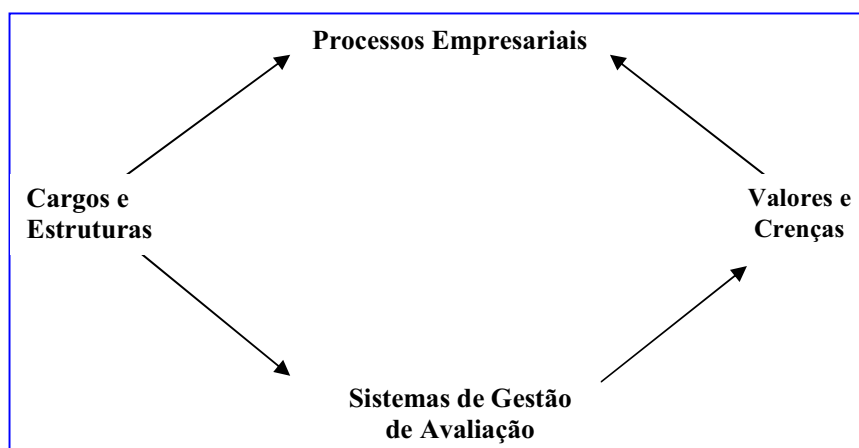 Processos Empresariais
Cargos e
Estruturas
Valores e
Crenças
Sistemas de Gestão
de Avaliação